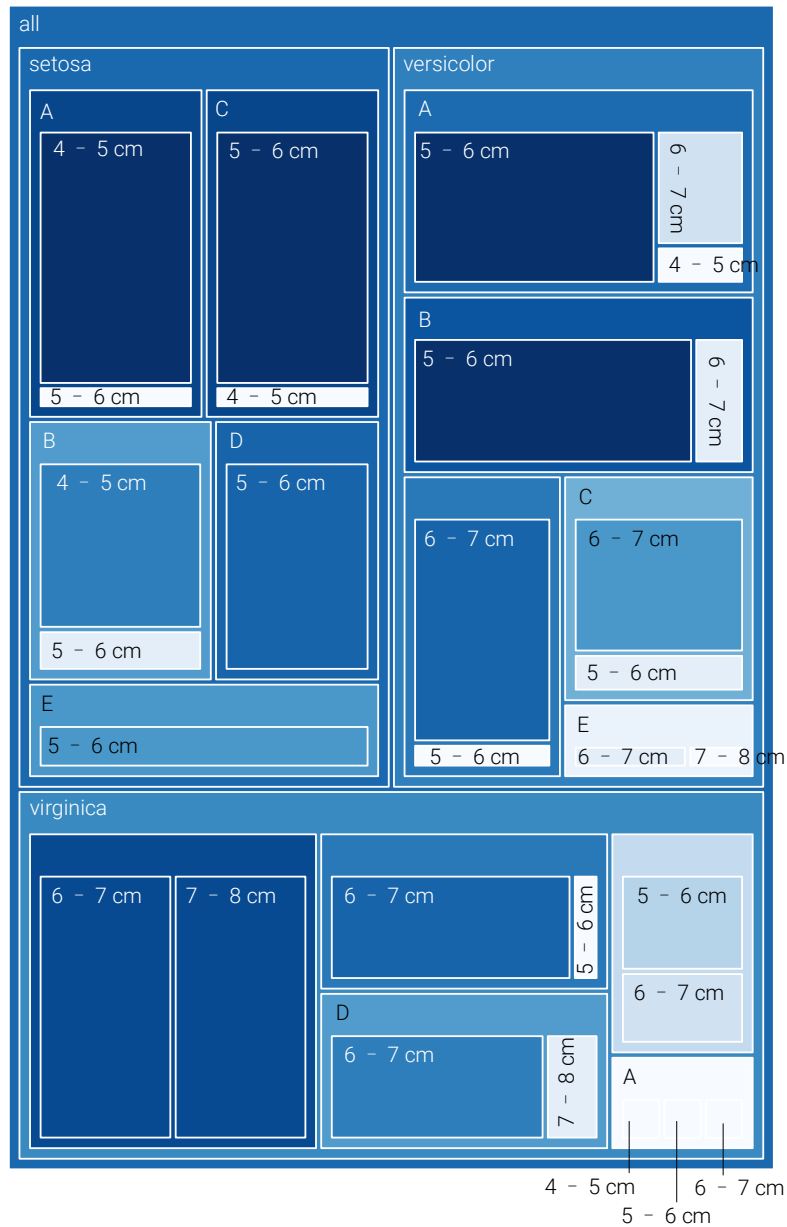 all
setosa
A
4 – 5 cm
5 – 6 cm
C
5 – 6 cm
4 – 5 cm
B
4 – 5 cm
5 – 6 cm
D
5 – 6 cm
E
5 – 6 cm
versicolor
A
5 – 6 cm
6 – 7 cm
4 – 5 cm
B
5 – 6 cm
6 – 7 cm
6 – 7 cm
5 – 6 cm
C
6 – 7 cm
5 – 6 cm
E
6 – 7 cm
7 – 8 cm
virginica
6 – 7 cm
7 – 8 cm
6 – 7 cm
5 – 6 cm
D
6 – 7 cm
7 – 8 cm
5 – 6 cm
6 – 7 cm
A
4 – 5 cm
5 – 6 cm
6 – 7 cm